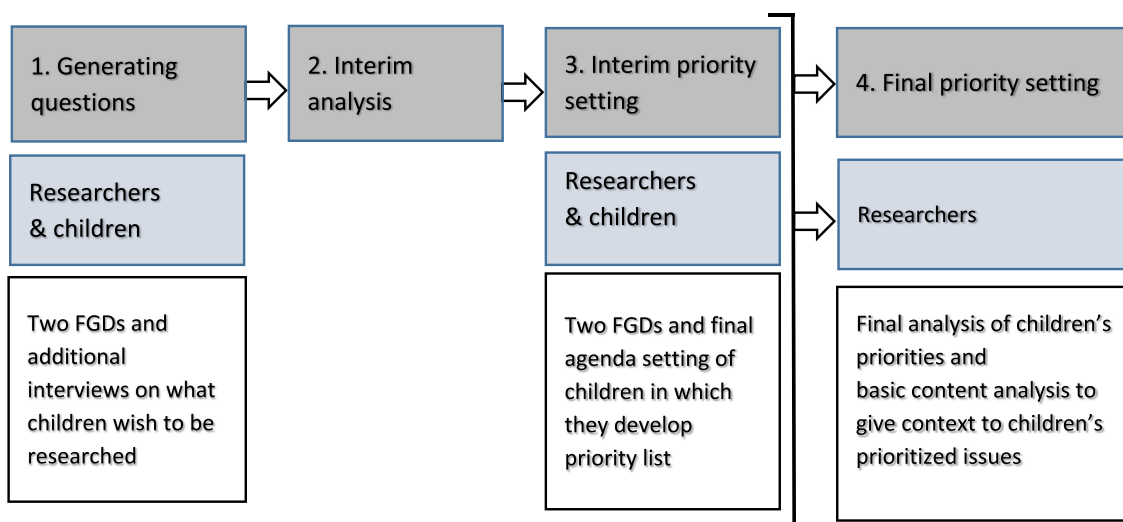 1. Generating
questions
2. Interim
analysis
3. Interim priority
setting
4. Final priority setting
Researchers
& children
Researchers
& children
Researchers
Two FGDs and
additional
interviews on what
children wish to be
researched
Two FGDs and final
agenda setting of
children in which
they develop
priority list
Final analysis of children’s
priorities and
basic content analysis to
give context to children’s
prioritized issues